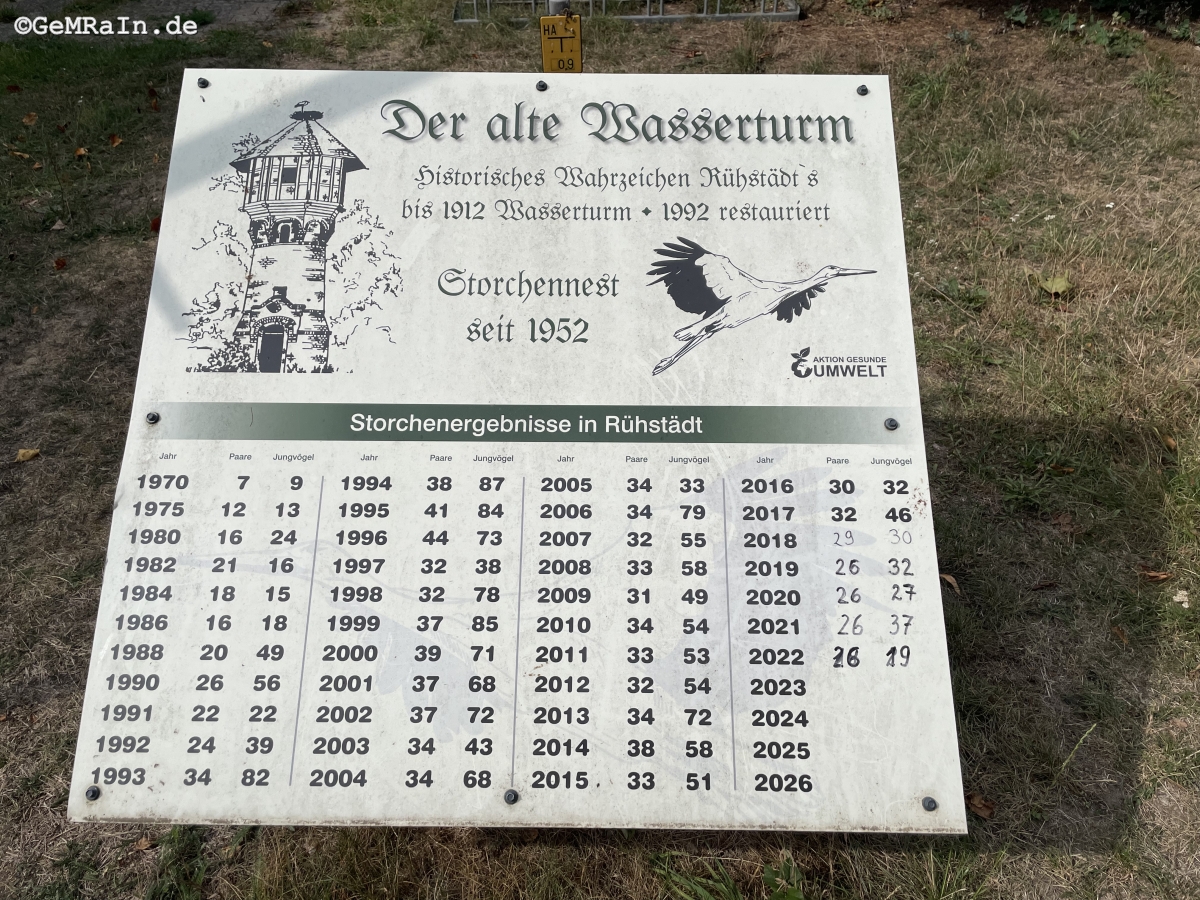 ©GeMRaIn.de
HA
T
0,9
Der alte Wasserturm
Historisches Wahrzeichen Rühstädt`s
bis 1912 Wasserturm ⬥ 1992 restauriert
Storchennest
seit 1952
AKTION GESUNDE
UMWELT
Storchenergebnisse in Rühstädt
Jahr Paare Jungvögel Jahr Paare Jungvögel Jahr Paare Jungvögel Jahr Paare Jungvögel
1970 7 9 1994 38 87 2005 34 33 2016 30 32
1975 12 13 1995 41 84 2006 34 79 2017 32 46
1980 16 24 1996 44 73 2007 32 55 2018 29 30
1982 21 16 1997 32 38 2008 33 58 2019 26 32
1984 18 15 1998 32 78 2009 31 49 2020 26 27
1986 16 18 1999 37 85 2010 34 54 2021 26 37
1988 20 49 2000 39 71 2011 33 53 2022 26 19
1990 26 56 2001 37 68 2012 32 54 2023
1991 22 22 2002 37 72 2013 34 72 2024
1992 24 39 2003 34 43 2014 38 58 2025
1993 34 82 2004 34 68 2015 33 51 2026